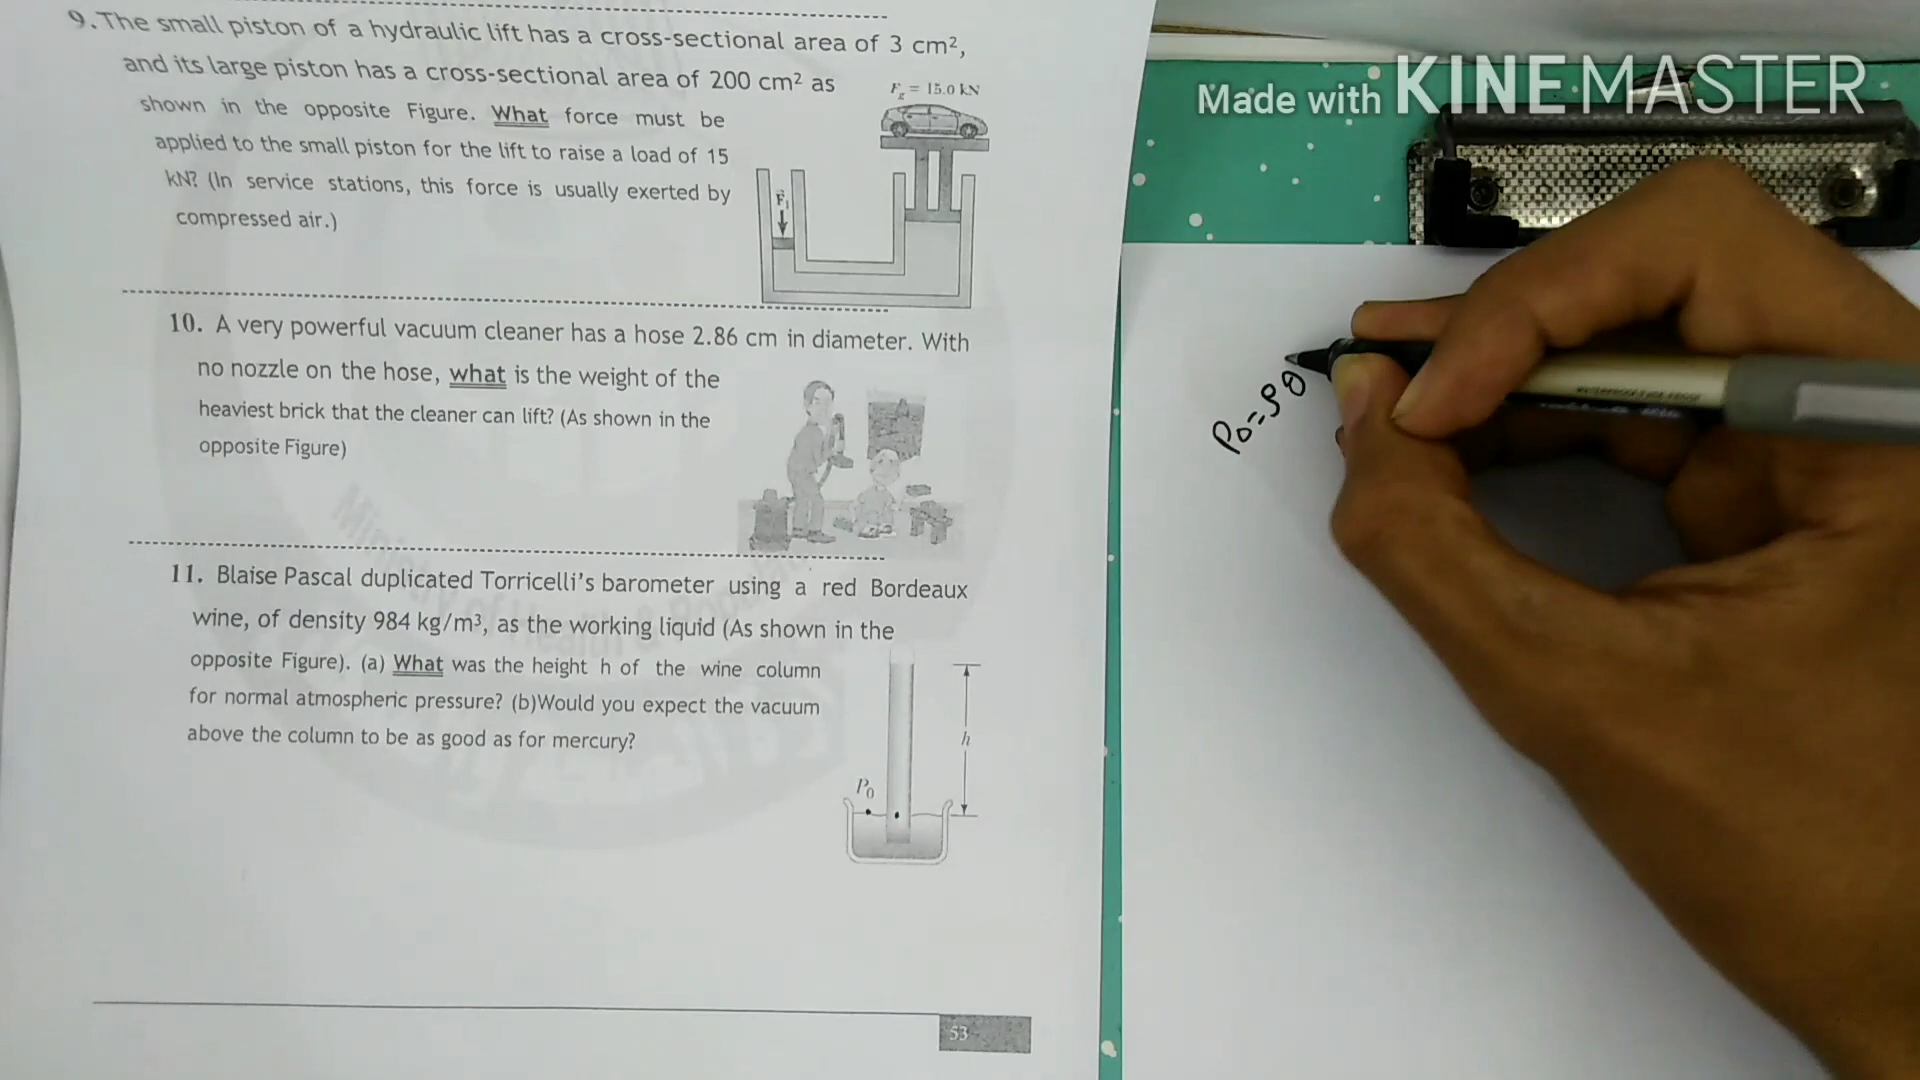 9. The small piston of a hydraulic lift has a cross-sectional area of 3 cm²,
and its large piston has a cross-sectional area of 200 cm² as
shown in the opposite Figure. What force must be
applied to the small piston for the lift to raise a load of 15
kN? (In service stations, this force is usually exerted by
compressed air.)
F_g = 15.0 kN
F₁
10. A very powerful vacuum cleaner has a hose 2.86 cm in diameter. With
no nozzle on the hose, what is the weight of the
heaviest brick that the cleaner can lift? (As shown in the
opposite Figure)
11. Blaise Pascal duplicated Torricelli's barometer using a red Bordeaux
wine, of density 984 kg/m³, as the working liquid (As shown in the
opposite Figure). (a) What was the height h of the wine column
for normal atmospheric pressure? (b)Would you expect the vacuum
above the column to be as good as for mercury?
h
P₀
53
Made with KINEMASTER
P₀=ρ